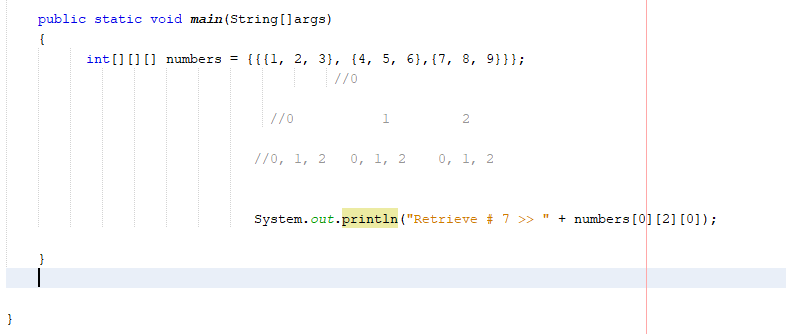 public static void main(String[]args)
{
int[][][] numbers = {{{1, 2, 3}, {4, 5, 6},{7, 8, 9}}};
//0
//0 1 2
//0, 1, 2 0, 1, 2 0, 1, 2
System.out.println("Retrieve # 7 >> " + numbers[0][2][0]);
}
}